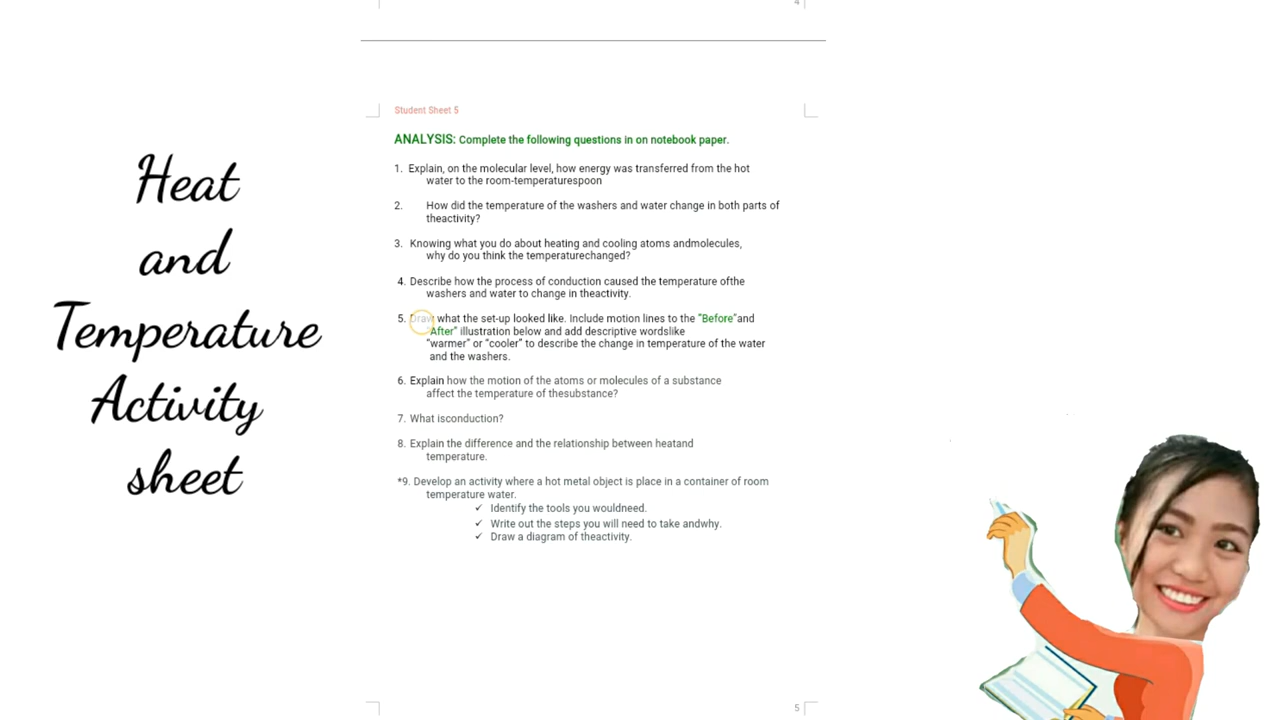 4
Heat
and
Temperature
Activity
sheet
Student Sheet 5
ANALYSIS: Complete the following questions in on notebook paper.
1. Explain, on the molecular level, how energy was transferred from the hot
water to the room-temperaturespoon
2. How did the temperature of the washers and water change in both parts of
theactivity?
3. Knowing what you do about heating and cooling atoms andmolecules,
why do you think the temperaturechanged?
4. Describe how the process of conduction caused the temperature ofthe
washers and water to change in theactivity.
5. Draw what the set-up looked like. Include motion lines to the "Before"and
"After" illustration below and add descriptive wordslike
"warmer" or "cooler" to describe the change in temperature of the water
and the washers.
6. Explain how the motion of the atoms or molecules of a substance
affect the temperature of thesubstance?
7. What isconduction?
8. Explain the difference and the relationship between heatand
temperature.
*9. Develop an activity where a hot metal object is place in a container of room
temperature water.
✓ Identify the tools you wouldneed.
✓ Write out the steps you will need to take andwhy.
✓ Draw a diagram of theactivity.
5